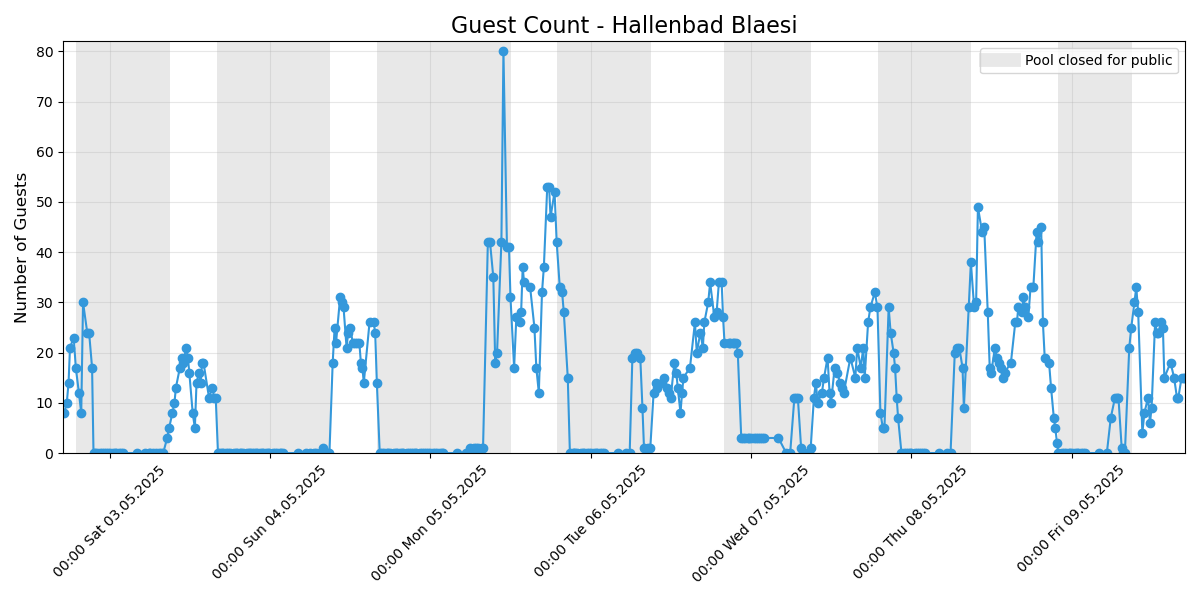 Guest Count - Hallenbad Blaesi
Pool closed for public
Number of Guests
80
70
60
50
40
30
20
10
0
00:00 Sat 03.05.2025
00:00 Sun 04.05.2025
00:00 Mon 05.05.2025
00:00 Tue 06.05.2025
00:00 Wed 07.05.2025
00:00 Thu 08.05.2025
00:00 Fri 09.05.2025